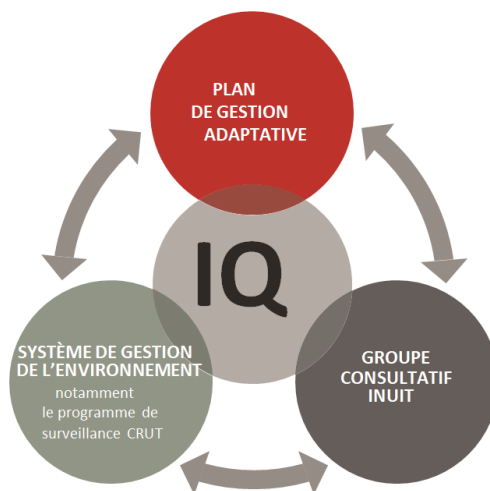 PLAN
DE GESTION
ADAPTATIVE
IQ
SYSTÈME DE GESTION
DE L’ENVIRONNEMENT
notamment
le programme de
surveillance CRUT
GROUPE
CONSULTATIF
INUIT